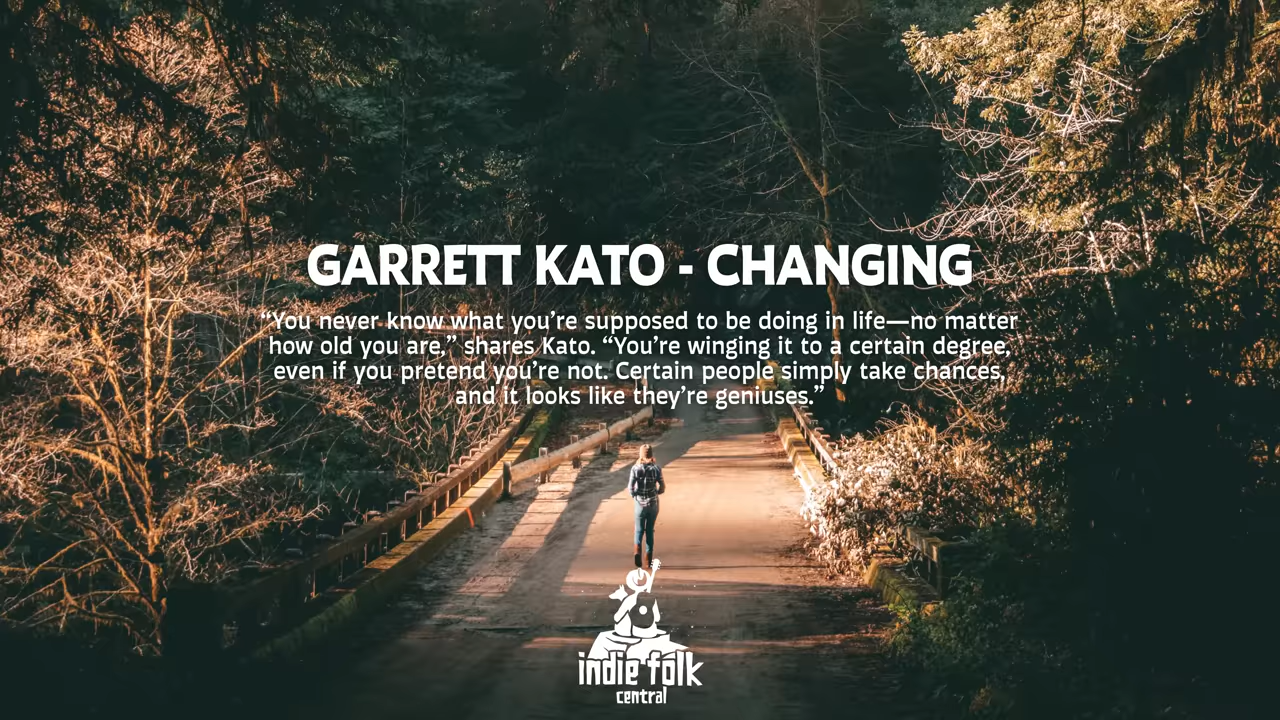 GARRETT KATO - CHANGING
“You never know what you’re supposed to be doing in life—no matter
how old you are,” shares Kato. “You’re winging it to a certain degree,
even if you pretend you’re not. Certain people simply take chances,
and it looks like they’re geniuses.”
indie folk
central